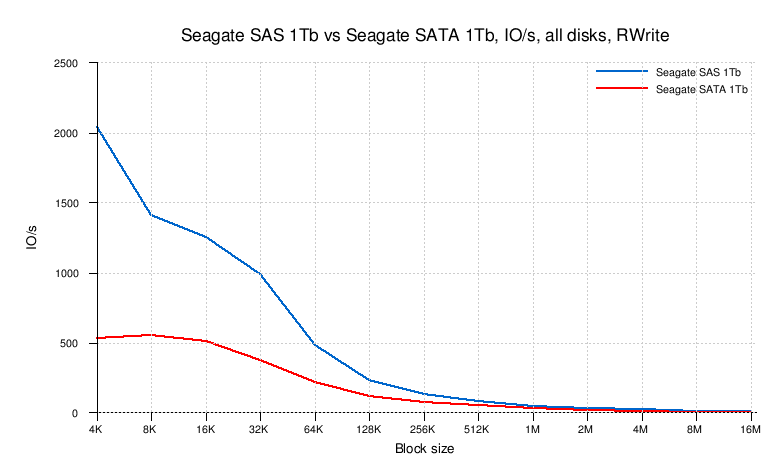 Seagate SAS 1Tb vs Seagate SATA 1Tb, IO/s, all disks, RWrite
Seagate SAS 1Tb
Seagate SATA 1Tb
IO/s
2500
2000
1500
1000
500
0
4K 8K 16K 32K 64K 128K 256K 512K 1M 2M 4M 8M 16M
Block size